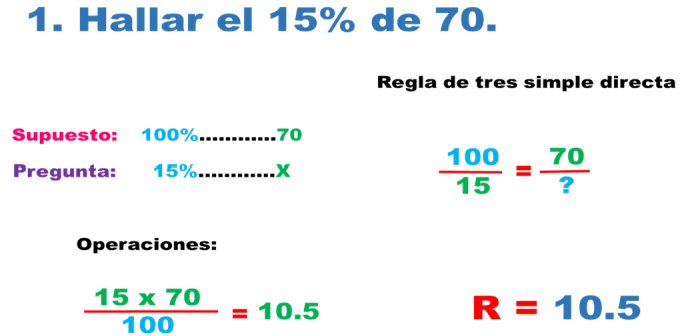 1. Hallar el 15% de 70.
Regla de tres simple directa
Supuesto: 100%............70
Pregunta: 15%............X
100
15
=
70
?
Operaciones:
15 x 70
100
= 10.5
R = 10.5